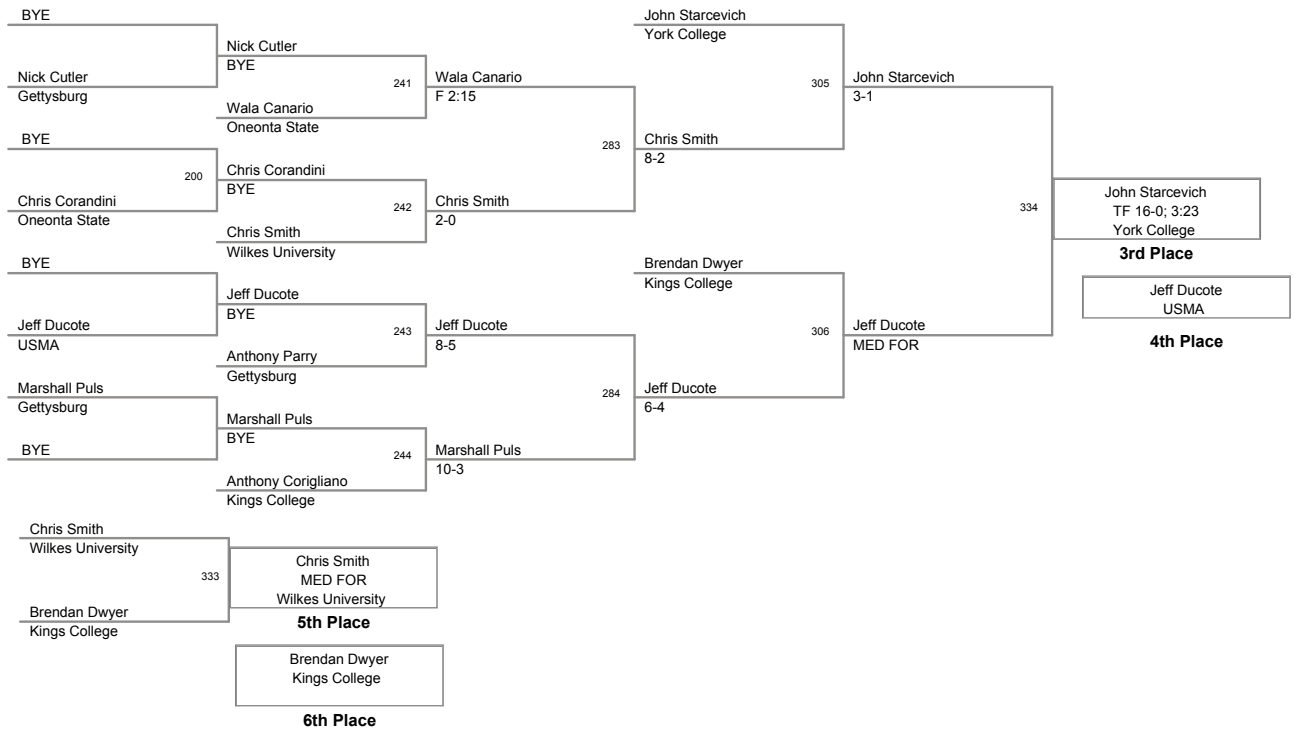 BYE
Nick Cutler
Gettysburg
BYE
Chris Corandini
Oneonta State
BYE
Jeff Ducote
USMA
Marshall Puls
Gettysburg
BYE
200
Nick Cutler
BYE
Wala Canario
Oneonta State
Chris Corandini
BYE
Chris Smith
Wilkes University
Jeff Ducote
BYE
Anthony Parry
Gettysburg
Marshall Puls
BYE
Anthony Corigliano
Kings College
241
242
243
244
Wala Canario
F 2:15
Chris Smith
2-0
Jeff Ducote
8-5
Marshall Puls
10-3
283
284
John Starcevich
York College
Chris Smith
8-2
Brendan Dwyer
Kings College
Jeff Ducote
6-4
305
306
John Starcevich
3-1
Jeff Ducote
MED FOR
334
John Starcevich
TF 16-0; 3:23
York College
3rd Place
Jeff Ducote
USMA
4th Place
Chris Smith
Wilkes University
Brendan Dwyer
Kings College
333
Chris Smith
MED FOR
Wilkes University
5th Place
Brendan Dwyer
Kings College
6th Place